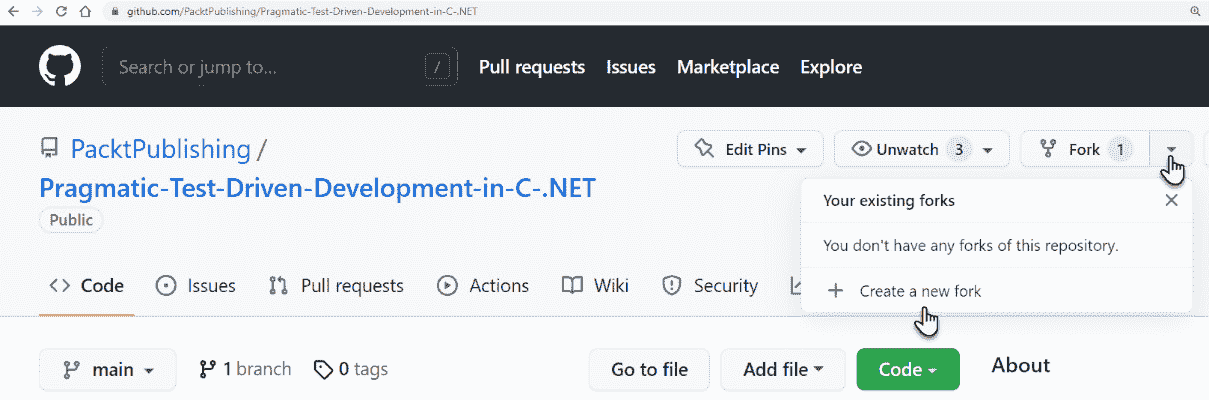 github.com/PacktPublishing/Pragmatic-Test-Driven-Development-in-C-.NET
Search or jump to... / Pull requests Issues Marketplace Explore
PacktPublishing / Edit Pins Unwatch 3 Fork 1
Pragmatic-Test-Driven-Development-in-C-.NET
Public
Your existing forks
You don't have any forks of this repository.
Code Issues Pull requests Actions Wiki Security
Create a new fork
main 1 branch 0 tags Go to file Add file Code About